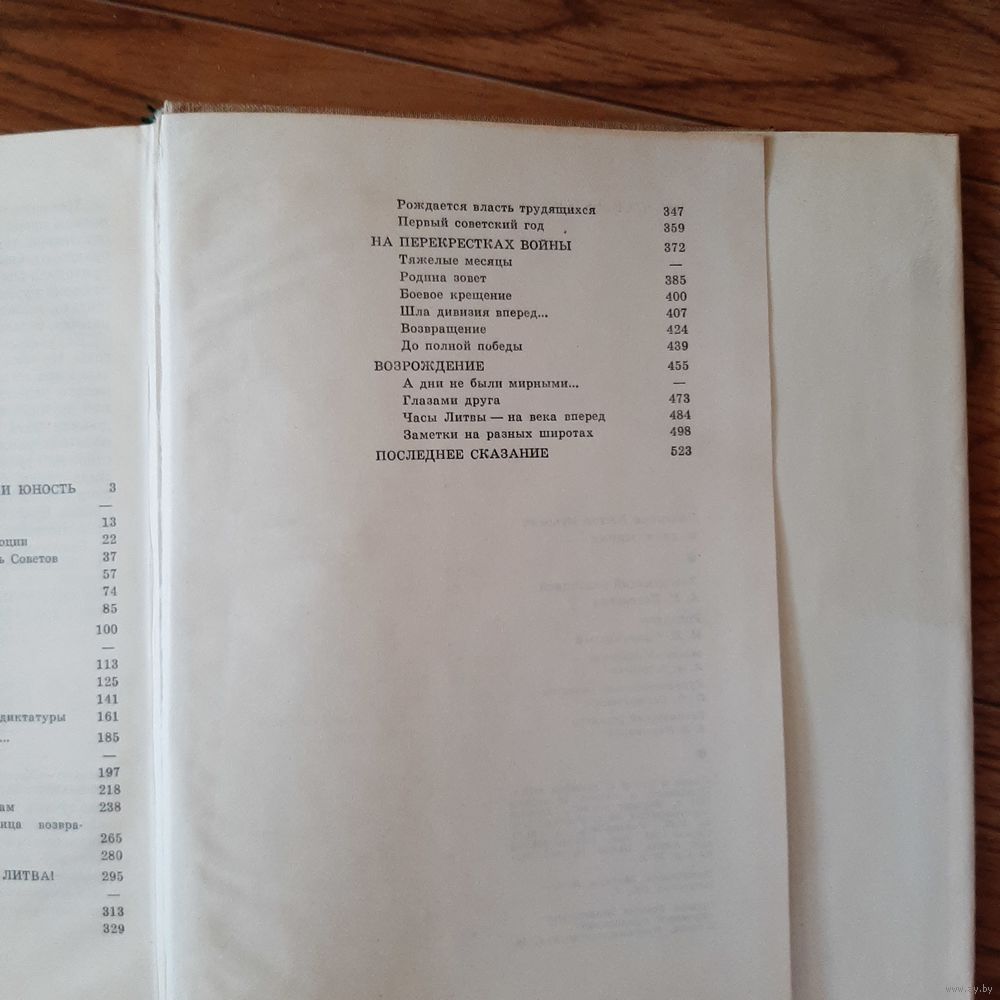 И ЮНОСТЬ 3
—
13
22
ь Советов 37
57
74
85
100
—
113
125
141
диктатуры 161
... 185
—
197
218
ам 238
ица возвра-
265
280
ЛИТВА! 295
—
313
329
Рождается власть трудящихся 347
Первый советский год 359
НА ПЕРЕКРЕСТКАХ ВОЙНЫ 372
Тяжелые месяцы —
Родина зовет 385
Боевое крещение 400
Шла дивизия вперед... 407
Возвращение 424
До полной победы 439
ВОЗРОЖДЕНИЕ 455
А дни не были мирными... —
Глазами друга 473
Часы Литвы — на века вперед 484
Заметки на разных широтах 498
ПОСЛЕДНЕЕ СКАЗАНИЕ 523
www.ay.by